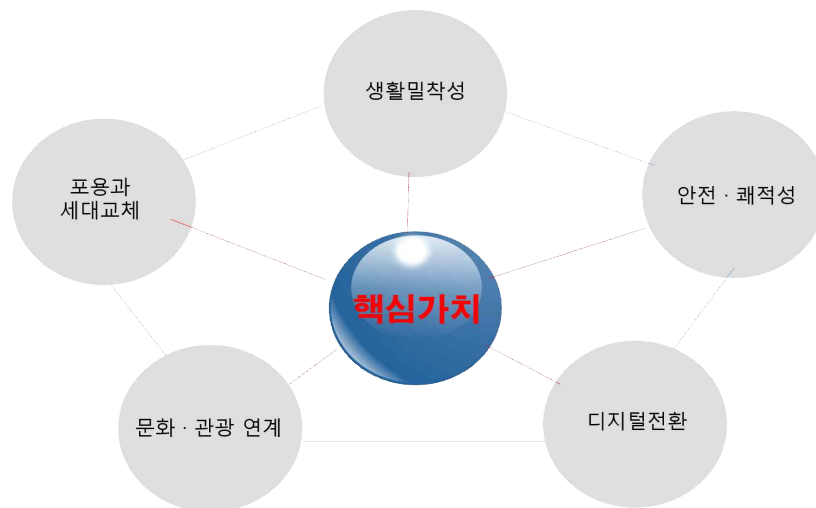 생활밀착성
포용과
세대교체
안전 · 쾌적성
핵심가치
문화 · 관광 연계
디지털전환